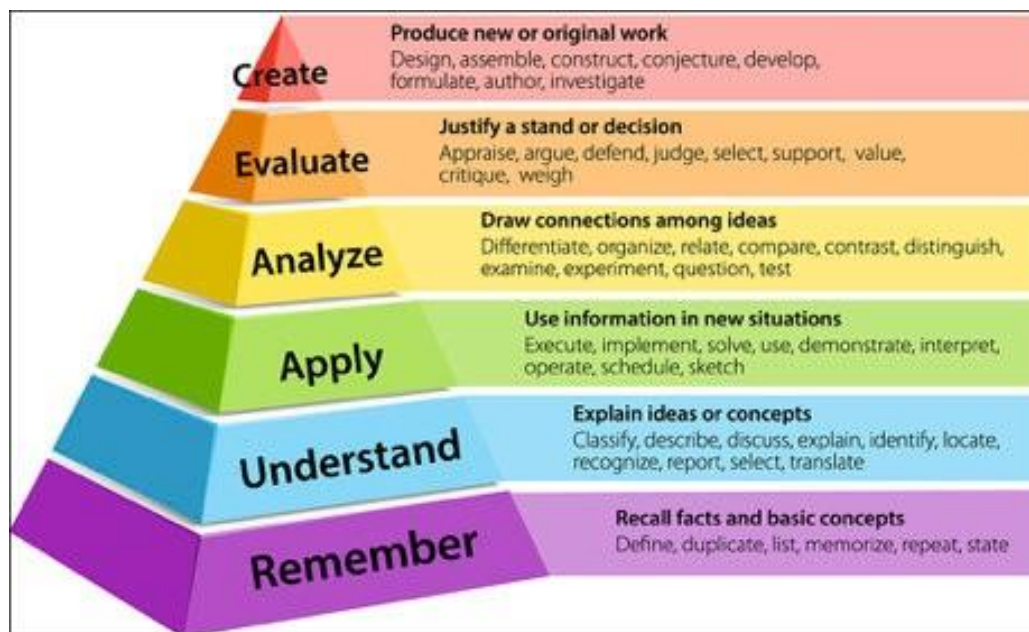 Create
Produce new or original work
Design, assemble, construct, conjecture, develop,
formulate, author, investigate
Evaluate
Justify a stand or decision
Appraise, argue, defend, judge, select, support, value,
critique, weigh
Analyze
Draw connections among ideas
Differentiate, organize, relate, compare, contrast, distinguish,
examine, experiment, question, test
Apply
Use information in new situations
Execute, implement, solve, use, demonstrate, interpret,
operate, schedule, sketch
Understand
Explain ideas or concepts
Classify, describe, discuss, explain, identify, locate,
recognize, report, select, translate
Remember
Recall facts and basic concepts
Define, duplicate, list, memorize, repeat, state